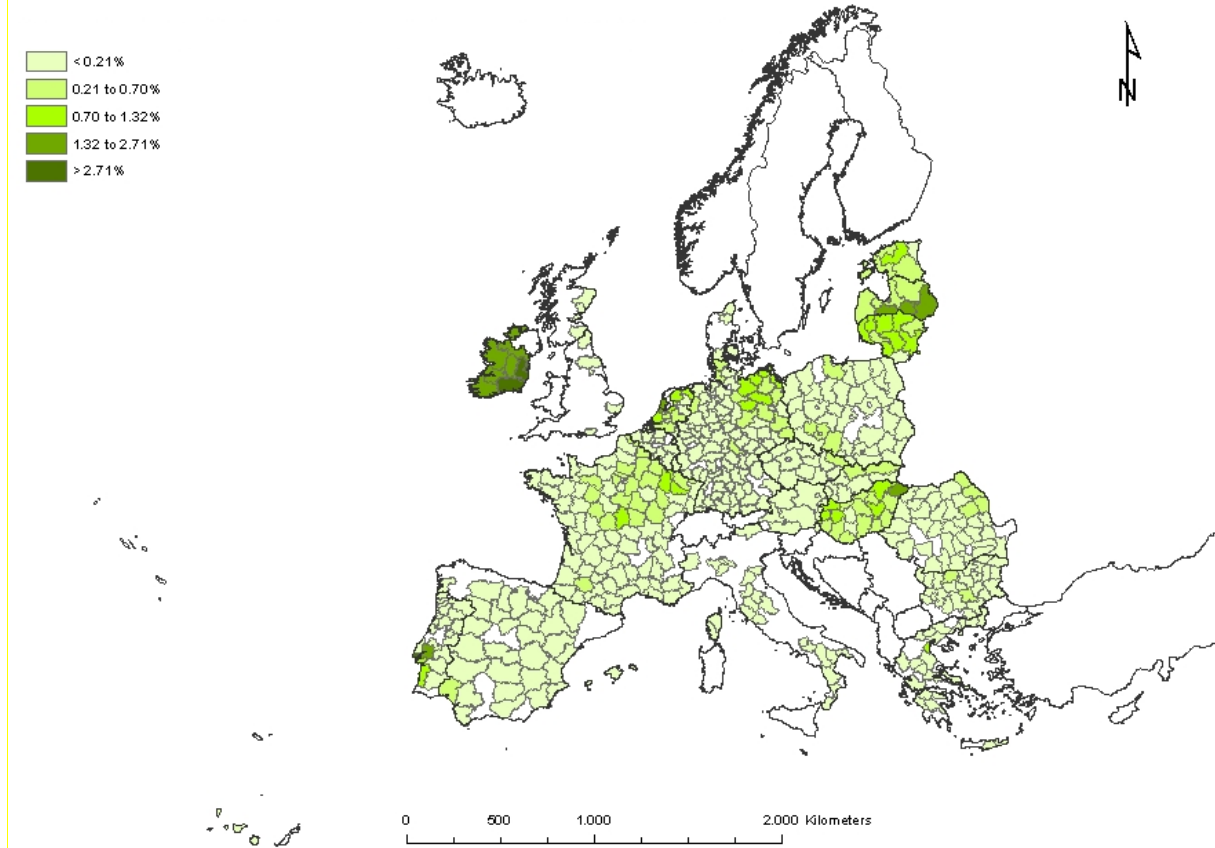 < 0.21%
0.21 to 0.70%
0.70 to 1.32%
1.32 to 2.71%
> 2.71%
N
0 500 1.000 2.000 Kilometers